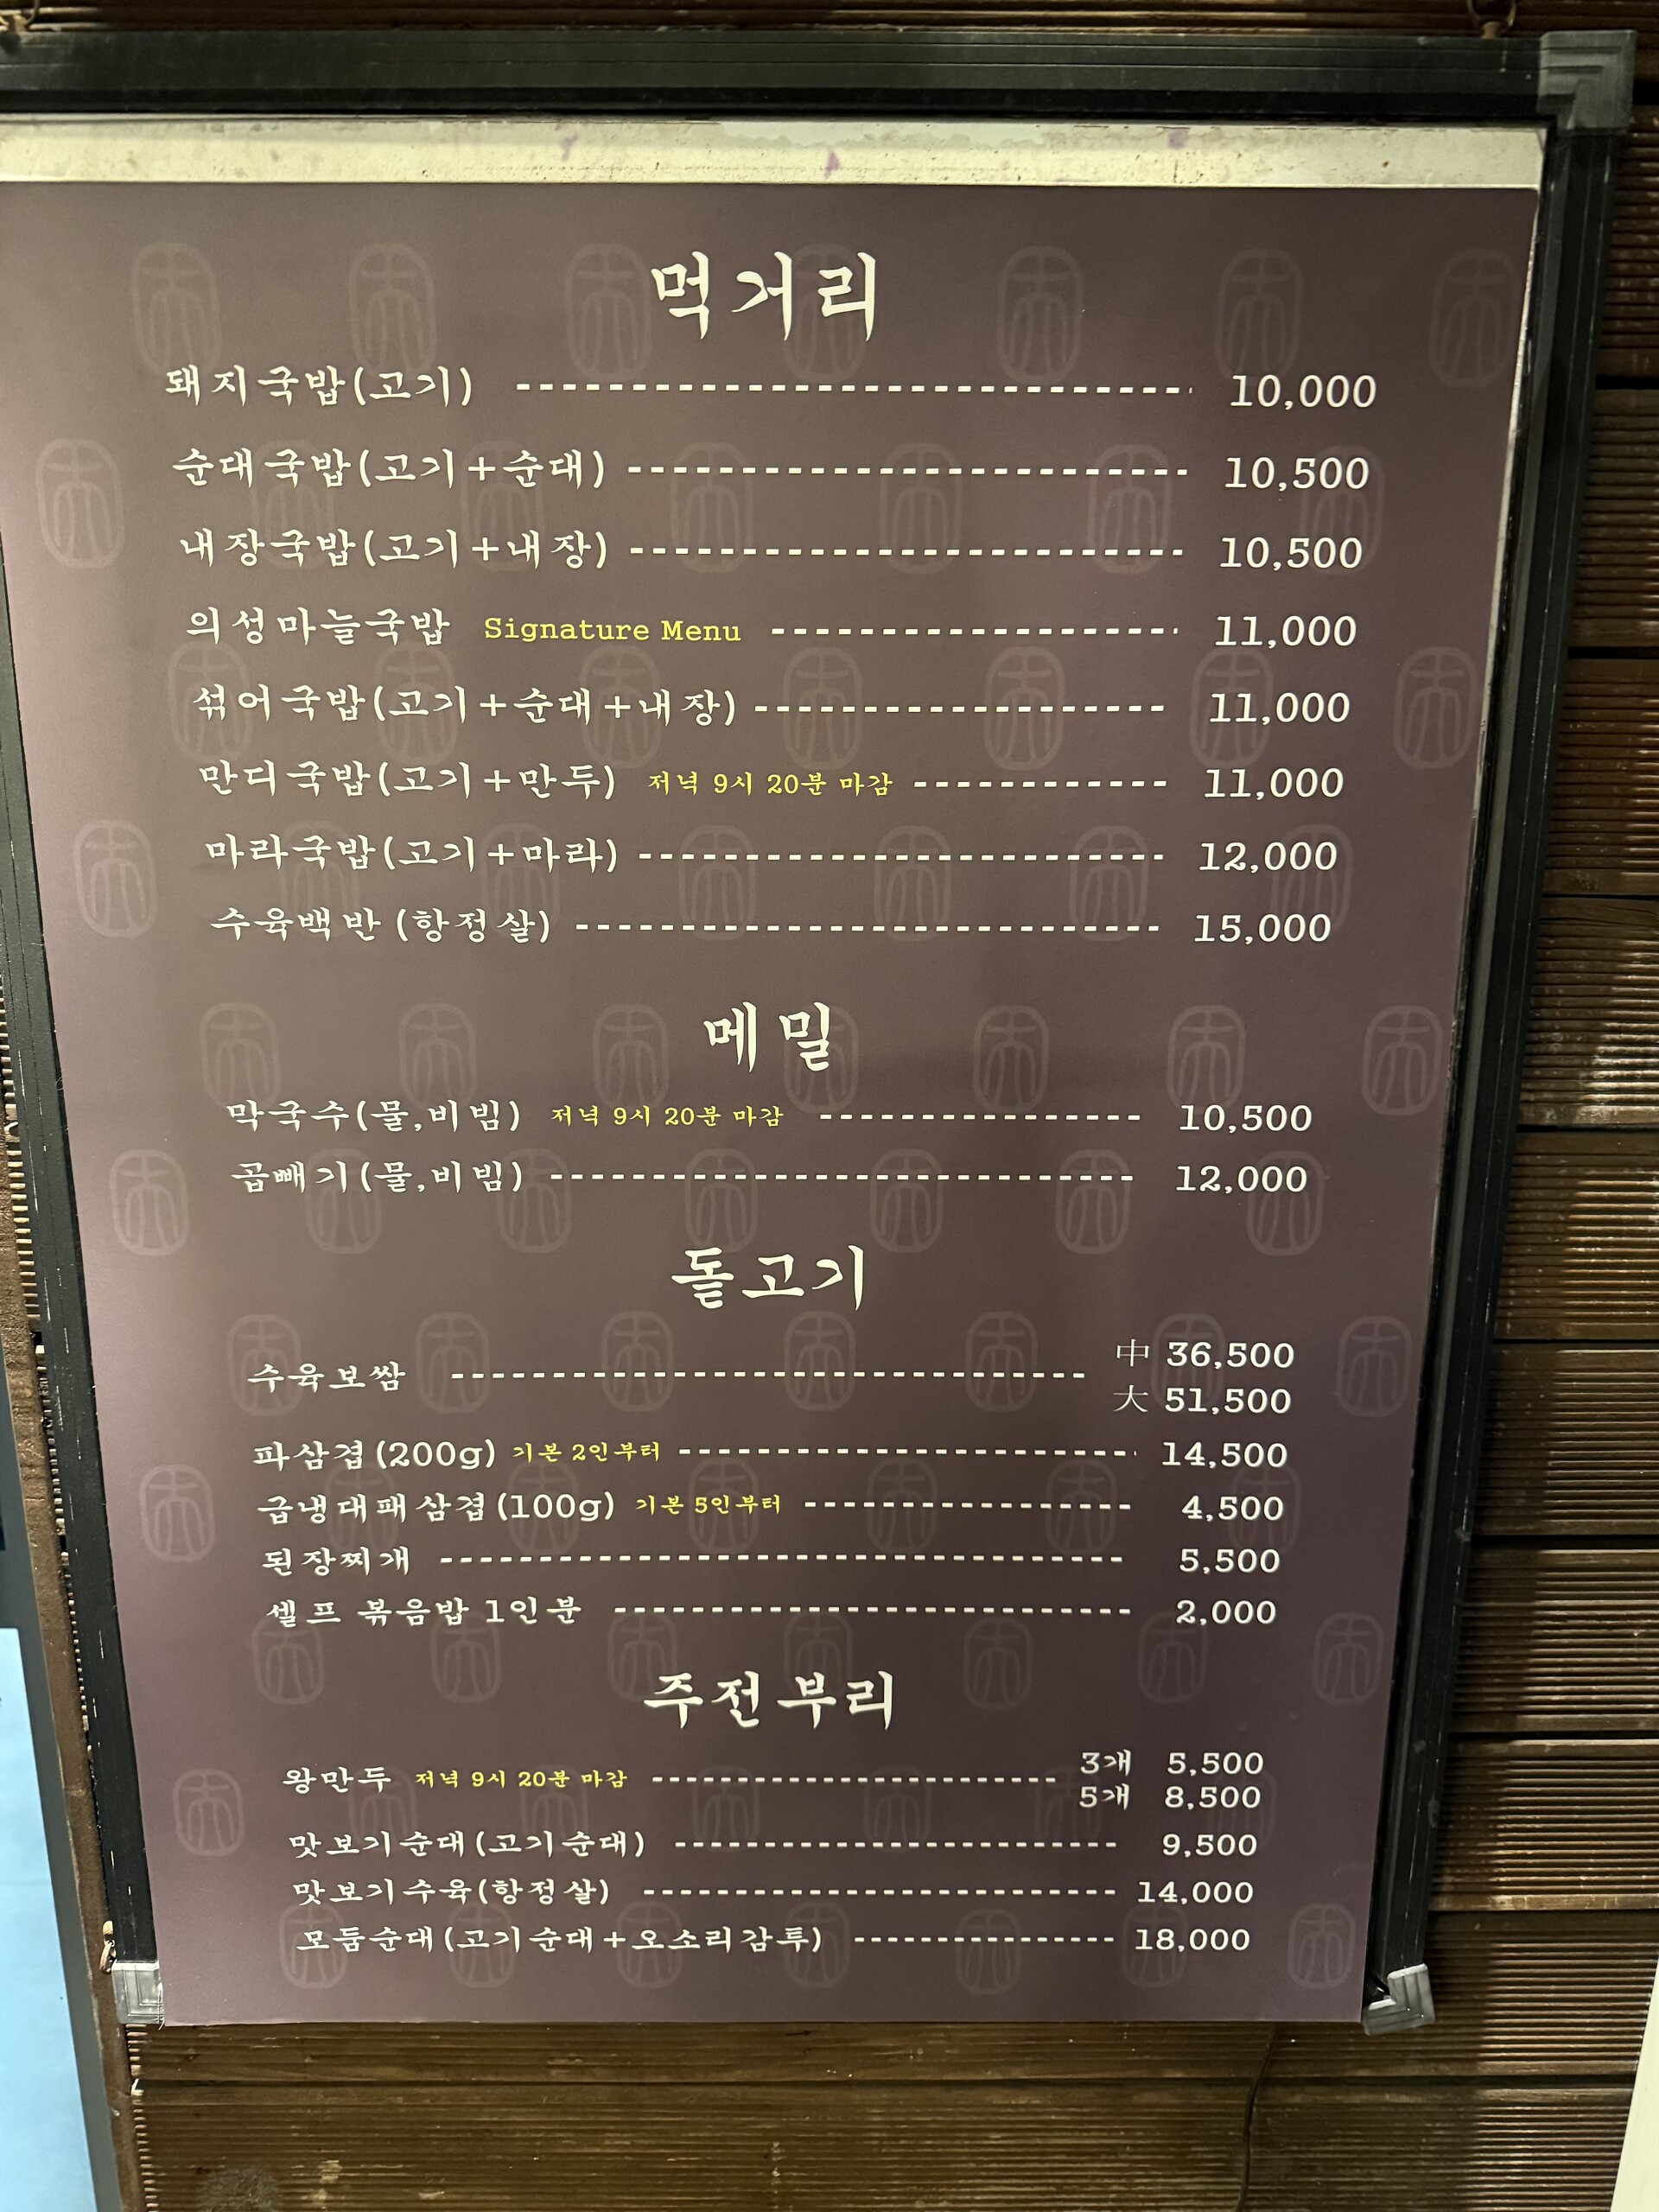 먹거리
돼지국밥(고기) 10,000
순대국밥(고기+순대) 10,500
내장국밥(고기+내장) 10,500
의성마늘국밥 Signature Menu 11,000
섞어국밥(고기+순대+내장) 11,000
만디국밥(고기+만두) 저녁 9시 20분 마감 11,000
마라국밥(고기+마라) 12,000
수육백반 (항정살) 15,000
메밀
막국수(물,비빔) 저녁 9시 20분 마감 10,500
곱빼기(물,비빔) 12,000
돝고기
수육보쌈 中 36,500
大 51,500
파삼겹(200g) 기본 2인부터 14,500
급냉대패삼겹(100g) 기본 5인부터 4,500
된장찌개 5,500
셀프 볶음밥 1인분 2,000
주전부리
왕만두 저녁 9시 20분 마감 3개 5,500
5개 8,500
맛보기순대(고기순대) 9,500
맛보기수육(항정살) 14,000
모둠순대(고기순대+오소리감투) 18,000